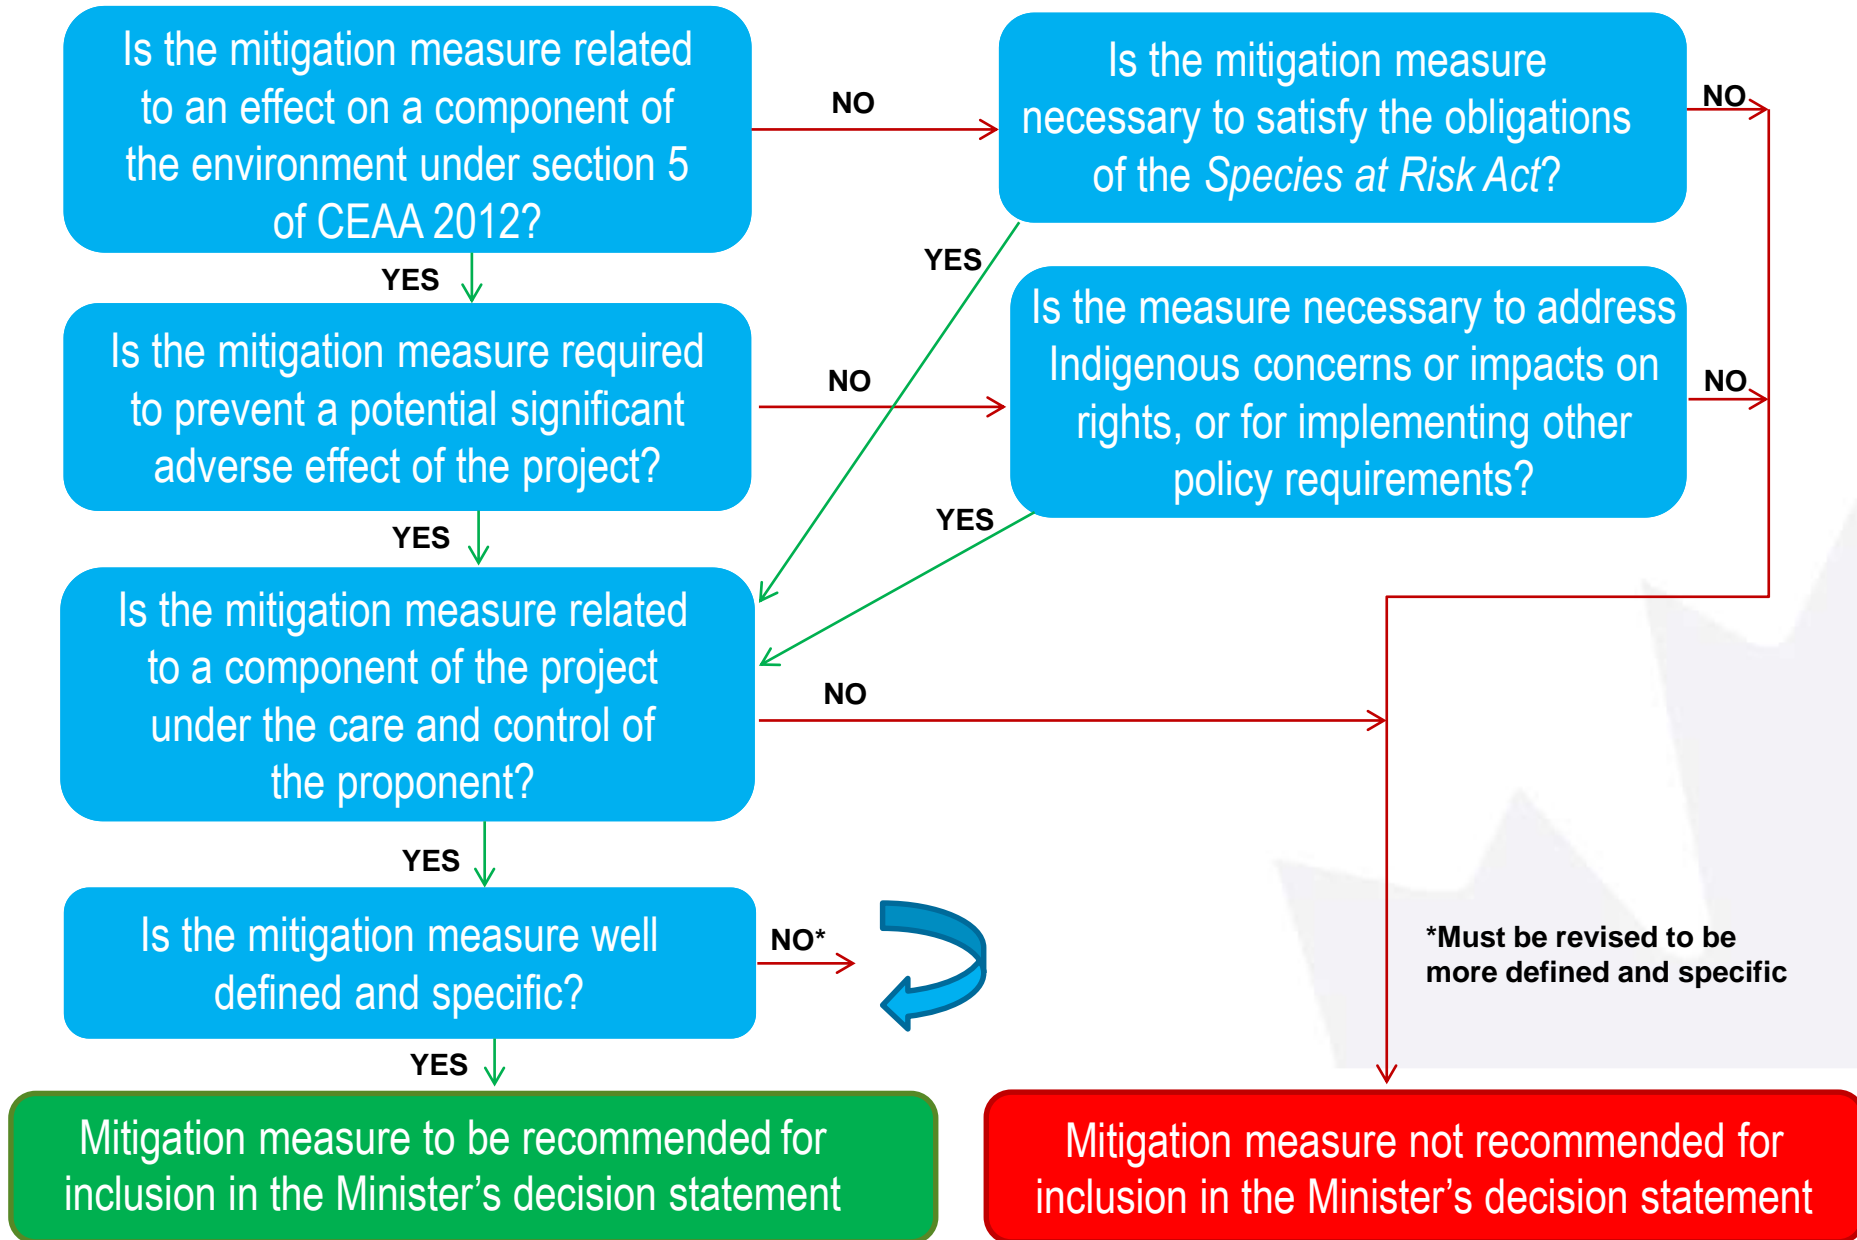 Is the mitigation measure related
to an effect on a component of
the environment under section 5
of CEAA 2012?
NO
Is the mitigation measure
necessary to satisfy the obligations
of the Species at Risk Act?
NO
YES
YES
Is the mitigation measure required
to prevent a potential significant
adverse effect of the project?
NO
Is the measure necessary to address
Indigenous concerns or impacts on
rights, or for implementing other
policy requirements?
NO
YES
YES
Is the mitigation measure related
to a component of the project
under the care and control of
the proponent?
NO
YES
Is the mitigation measure well
defined and specific?
NO*
*Must be revised to be
more defined and specific
YES
Mitigation measure to be recommended for
inclusion in the Minister’s decision statement
Mitigation measure not recommended for
inclusion in the Minister’s decision statement